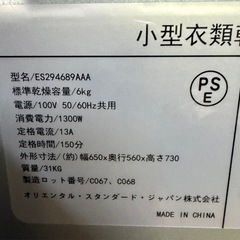 小型衣類
型名/ES294689AAA
標準乾燥容量/6kg
電源/100V 50/60Hz共用
消費電力/1300W
定格電流/13A
定格電力/150分
外形寸法/(約)幅650x奥行560x高さ730
質量/31KG
製造ロット番号/C067、C068
オリエンタル・スタンダード・ジャパン株式会社
MADE IN CHINA
PS
E